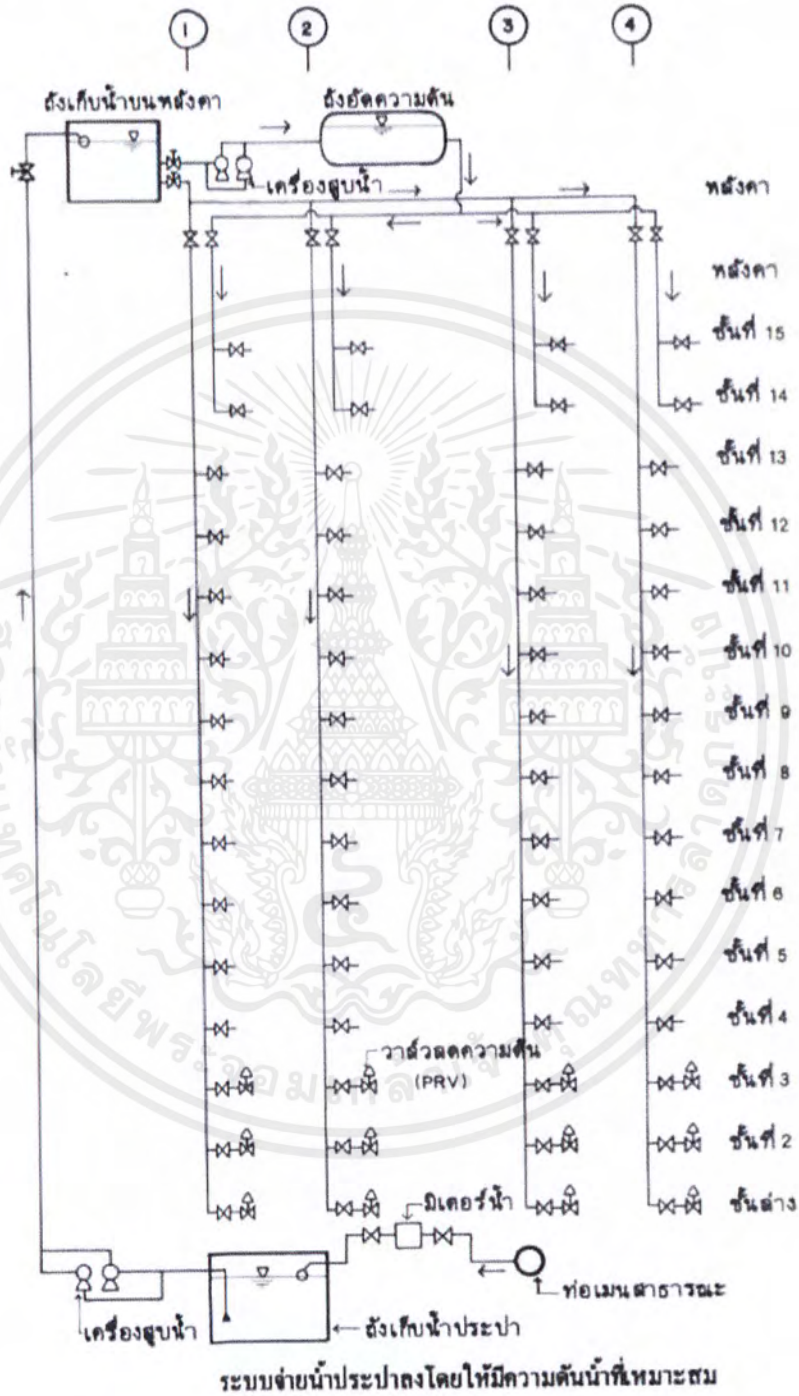 1 2 3 4
ถังเก็บน้ำบนหลังคา
ถังอัดความดัน
เครื่องสูบน้ำ
หลังคา
หลังคา
ชั้นที่ 15
ชั้นที่ 14
ชั้นที่ 13
ชั้นที่ 12
ชั้นที่ 11
ชั้นที่ 10
ชั้นที่ 9
ชั้นที่ 8
ชั้นที่ 7
ชั้นที่ 6
ชั้นที่ 5
ชั้นที่ 4
วาล์วลดความดัน
(PRV)
ชั้นที่ 3
ชั้นที่ 2
ชั้นล่าง
มิเตอร์น้ำ
ท่อเมนสาธารณะ
เครื่องสูบน้ำ
ถังเก็บน้ำประปา
ระบบจ่ายน้ำประปาลงโดยให้มีความดันน้ำที่เหมาะสม